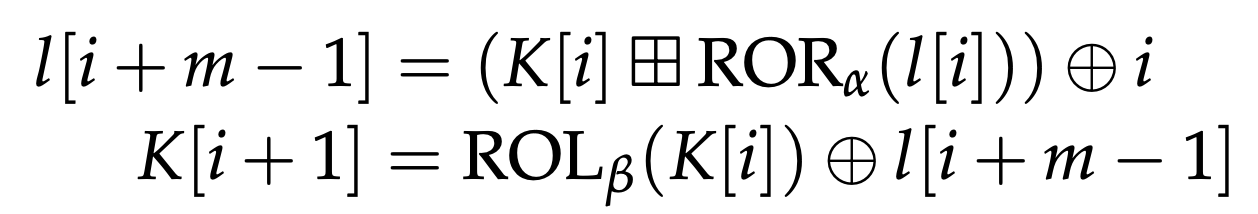 l[i + m − 1] = (K[i] ⊞ ROR_α(l[i])) ⊕ i
K[i + 1] = ROL_β(K[i]) ⊕ l[i + m − 1]